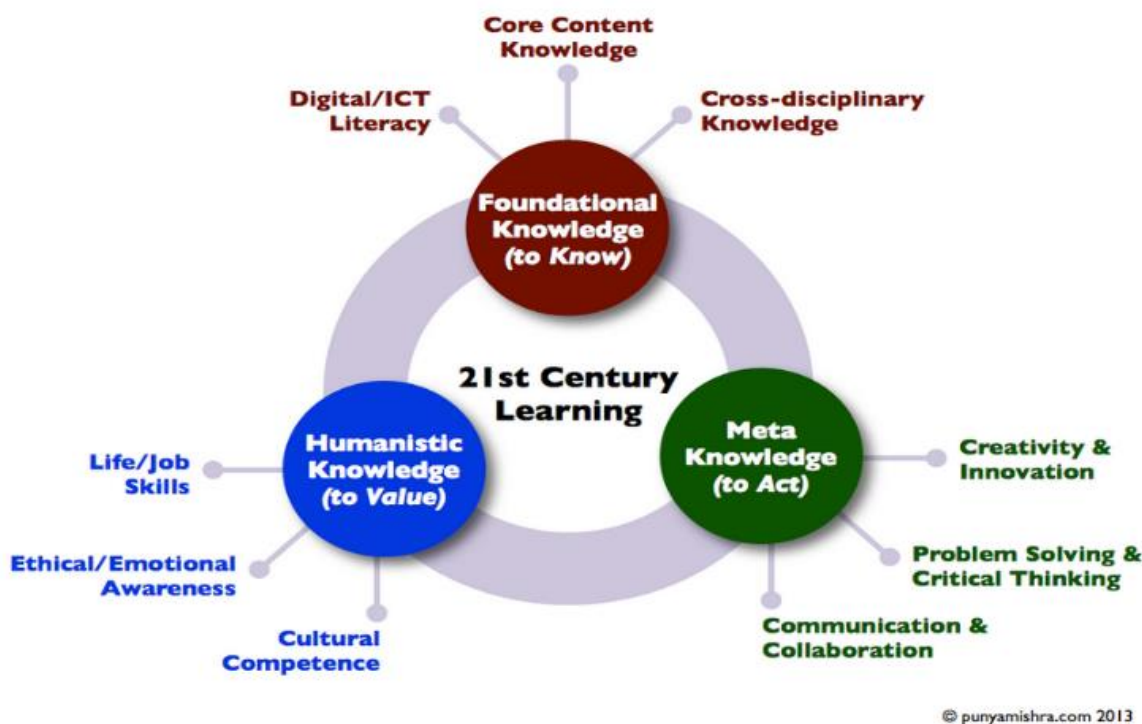 Core Content
Knowledge
Digital/ICT
Literacy
Cross-disciplinary
Knowledge
Foundational
Knowledge
(to Know)
21st Century
Learning
Humanistic
Knowledge
(to Value)
Meta
Knowledge
(to Act)
Life/Job
Skills
Ethical/Emotional
Awareness
Cultural
Competence
Creativity &
Innovation
Problem Solving &
Critical Thinking
Communication &
Collaboration
© punyamishra.com 2013